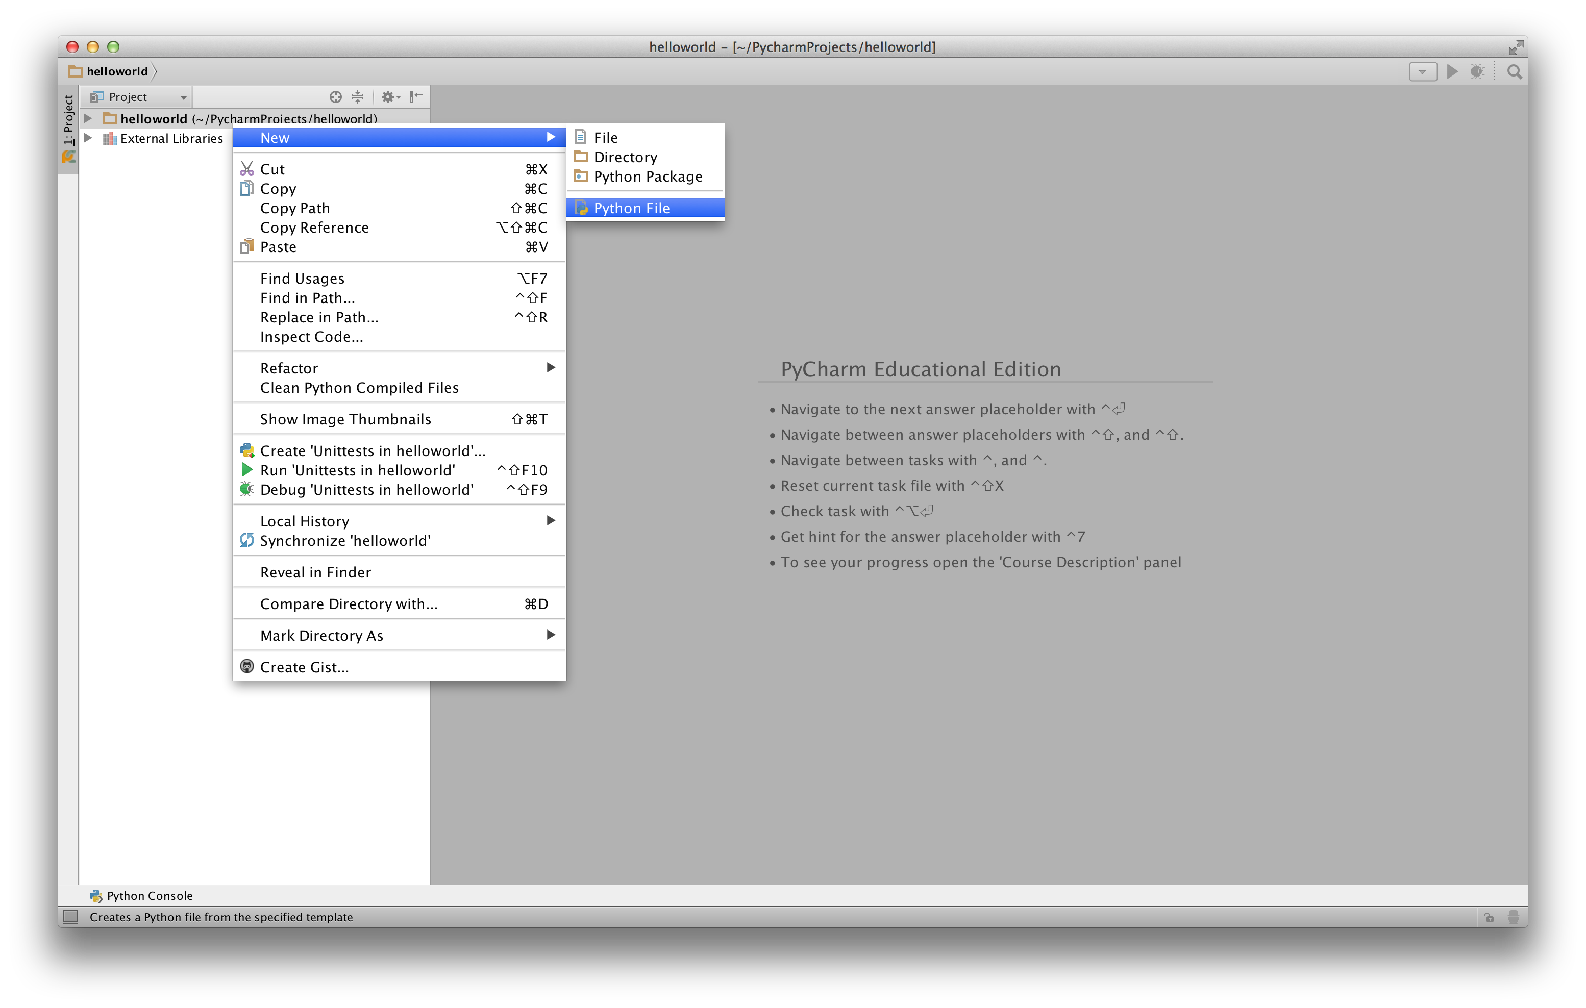 helloworld – [~/PycharmProjects/helloworld]
helloworld
Project
1: Project
helloworld (~/PycharmProjects/helloworld)
External Libraries
New
Cut ⌘X
Copy ⌘C
Copy Path ⇧⌘C
Copy Reference ⌥⇧⌘C
Paste ⌘V
Find Usages ⌥F7
Find in Path... ^⇧F
Replace in Path... ^⇧R
Inspect Code...
Refactor
Clean Python Compiled Files
Show Image Thumbnails ⇧⌘T
Create 'Unittests in helloworld'...
Run 'Unittests in helloworld' ^⇧F10
Debug 'Unittests in helloworld' ^⇧F9
Local History
Synchronize 'helloworld'
Reveal in Finder
Compare Directory with... ⌘D
Mark Directory As
Create Gist...
File
Directory
Python Package
Python File
PyCharm Educational Edition
• Navigate to the next answer placeholder with ^⏎
• Navigate between answer placeholders with ^⇧, and ^⇧.
• Navigate between tasks with ^, and ^.
• Reset current task file with ^⇧X
• Check task with ^⌥⏎
• Get hint for the answer placeholder with ^7
• To see your progress open the 'Course Description' panel
Python Console
Creates a Python file from the specified template